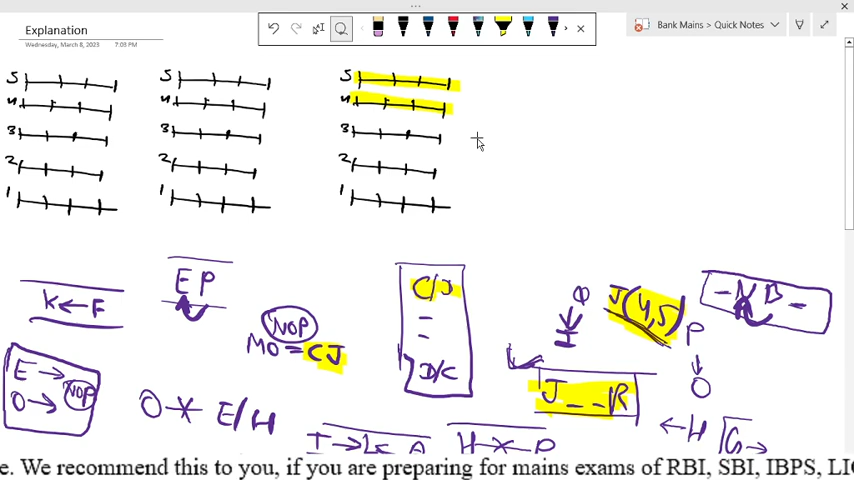 Explanation
Wednesday, March 8, 2023 7:03 PM
Bank Mains > Quick Notes
5 5 5
4 4 4
3 3 3
2 2 2
1 1 1
K ← F
E P
NOP
MO = CJ
C/J
D/C
J(4,5)
P
↓
O
- N B -
J _ _ R
E →
O → NOP
O E/H
← H
G →
e. We recommend this to you, if you are preparing for mains exams of RBI, SBI, IBPS, LI